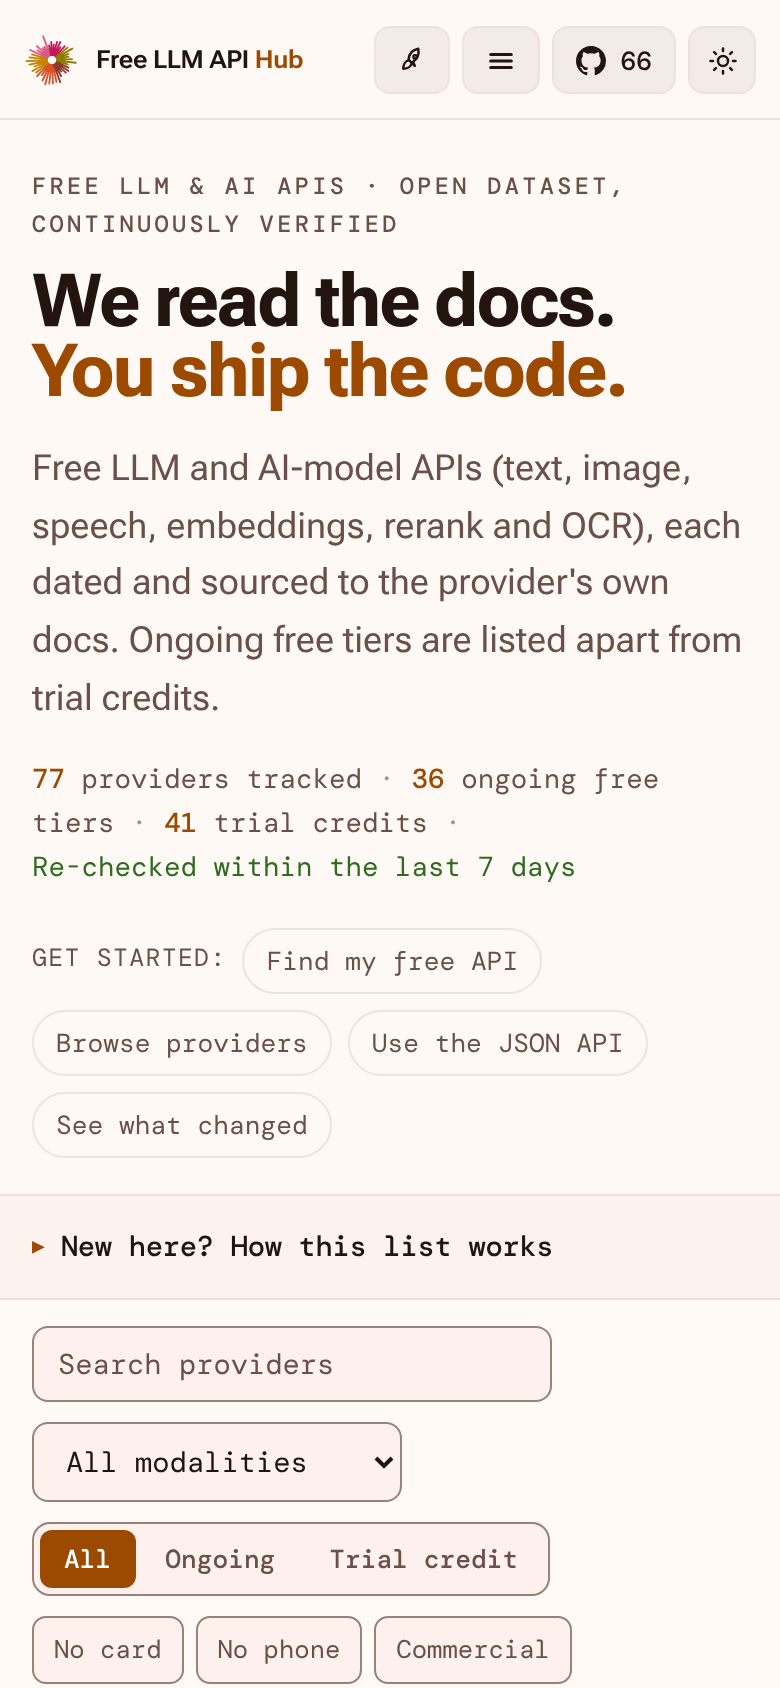 Free LLM API Hub
66
FREE LLM & AI APIS · OPEN DATASET,
CONTINUOUSLY VERIFIED
We read the docs.
You ship the code.
Free LLM and AI-model APIs (text, image,
speech, embeddings, rerank and OCR), each
dated and sourced to the provider's own
docs. Ongoing free tiers are listed apart from
trial credits.
77 providers tracked · 36 ongoing free
tiers · 41 trial credits ·
Re-checked within the last 7 days
GET STARTED: Find my free API
Browse providers Use the JSON API
See what changed
▸ New here? How this list works
Search providers
All modalities
All Ongoing Trial credit
No card No phone Commercial